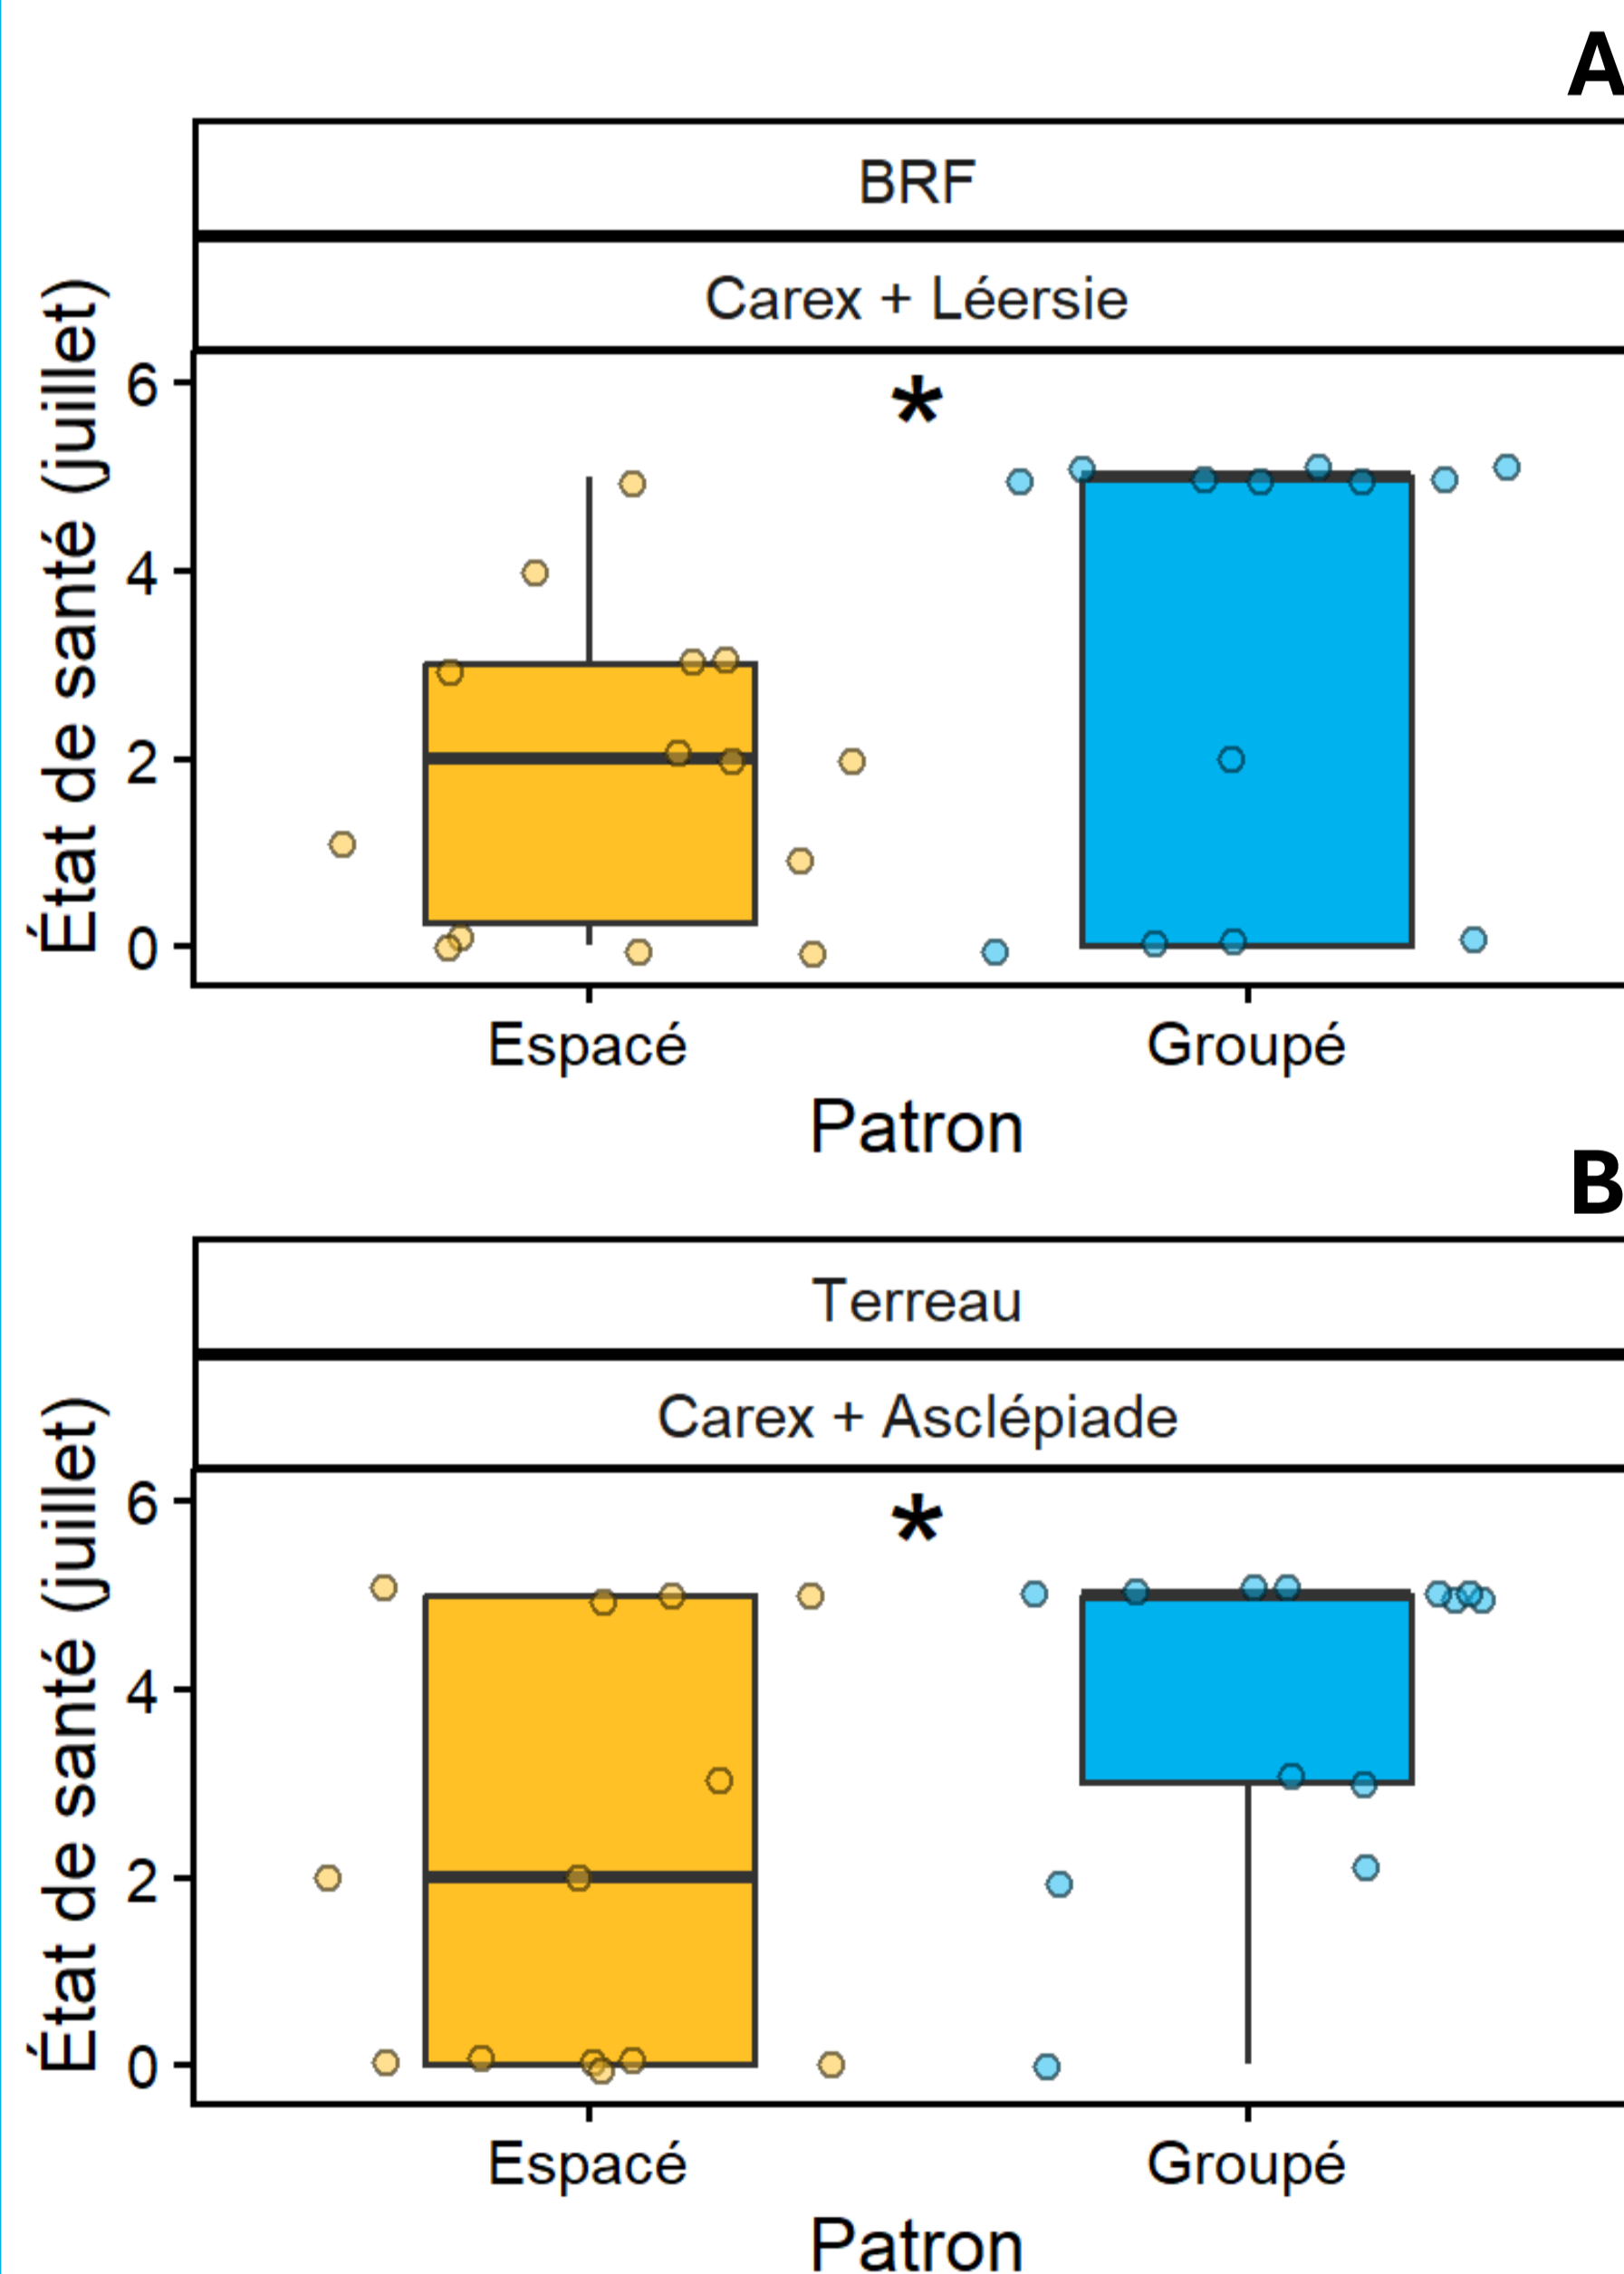 A
BRF
Carex + Léersie
État de santé (juillet)
6
*
4
2
0
Espacé
Groupé
Patron
B
Terreau
Carex + Asclépiade
État de santé (juillet)
6
*
4
2
0
Espacé
Groupé
Patron